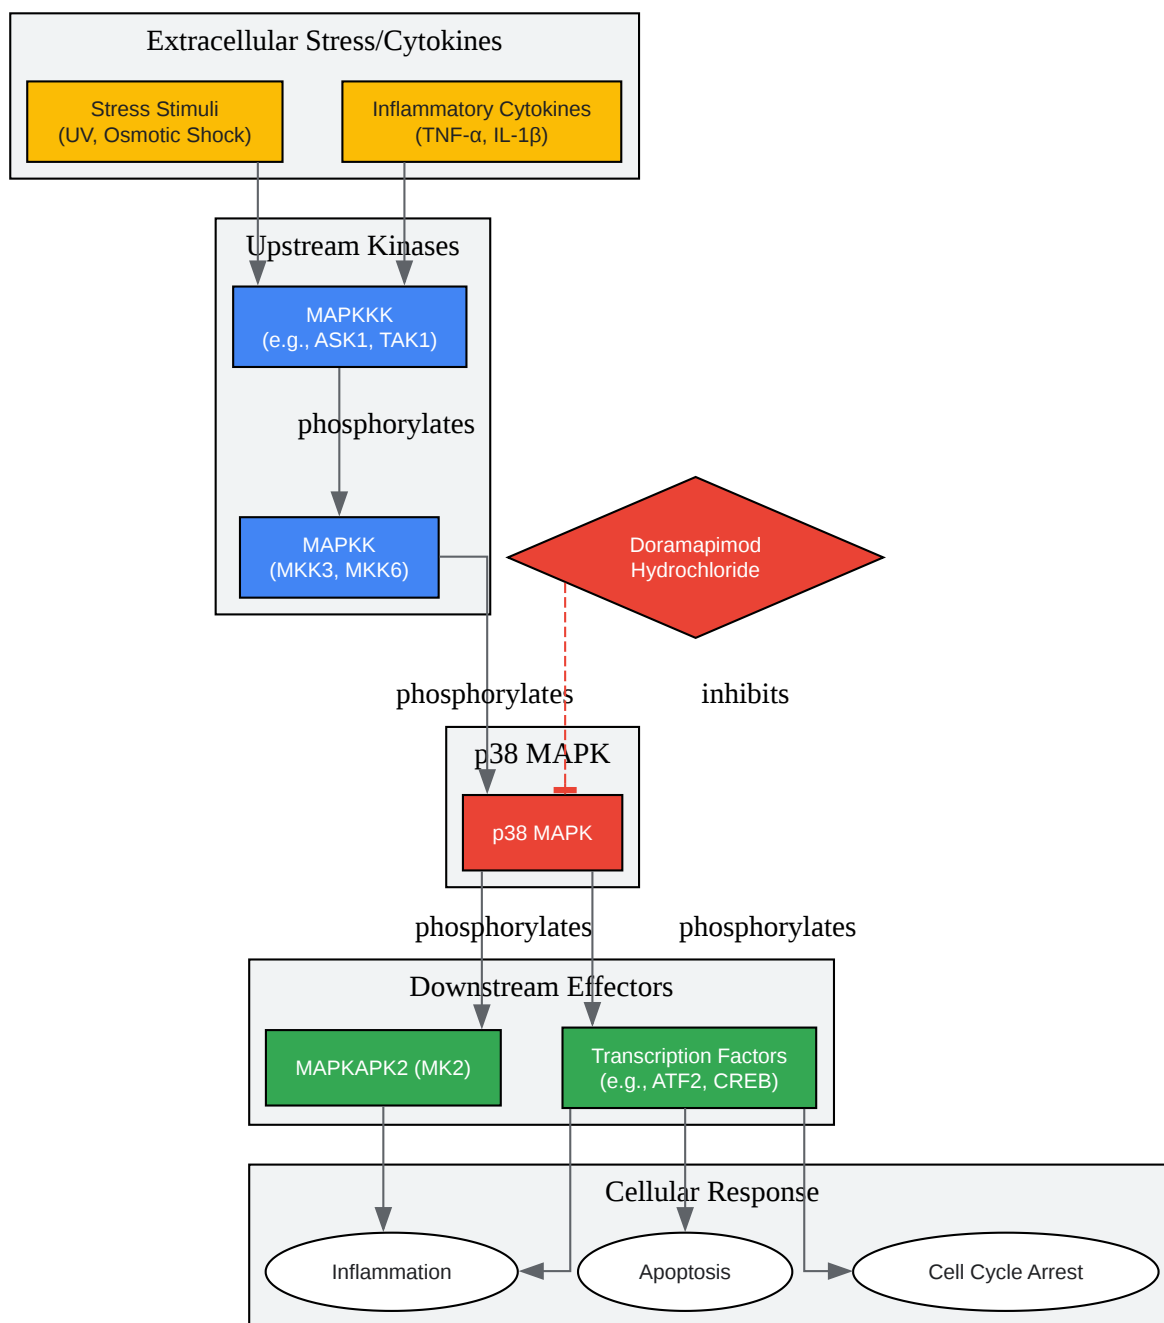 Extracellular Stress/Cytokines
Stress Stimuli
(UV, Osmotic Shock)
Inflammatory Cytokines
(TNF-α, IL-1β)
Upstream Kinases
MAPKKK
(e.g., ASK1, TAK1)
phosphorylates
MAPKK
(MKK3, MKK6)
Doramapimod
Hydrochloride
phosphorylates
inhibits
p38 MAPK
p38 MAPK
phosphorylates
phosphorylates
Downstream Effectors
MAPKAPK2 (MK2)
Transcription Factors
(e.g., ATF2, CREB)
Cellular Response
Inflammation
Apoptosis
Cell Cycle Arrest